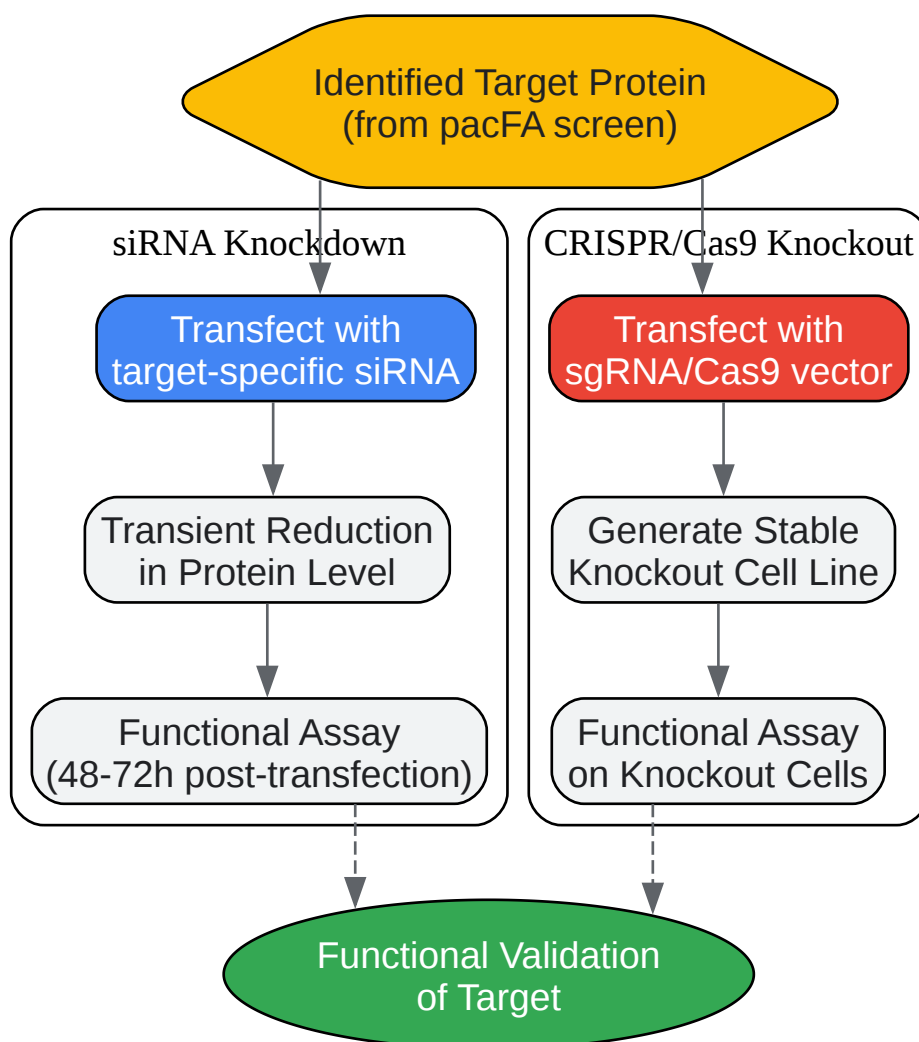 Identified Target Protein
(from pacFA screen)
siRNA Knockdown
Transfect with
target-specific siRNA
Transient Reduction
in Protein Level
Functional Assay
(48-72h post-transfection)
CRISPR/Cas9 Knockout
Transfect with
sgRNA/Cas9 vector
Generate Stable
Knockout Cell Line
Functional Assay
on Knockout Cells
Functional Validation
of Target